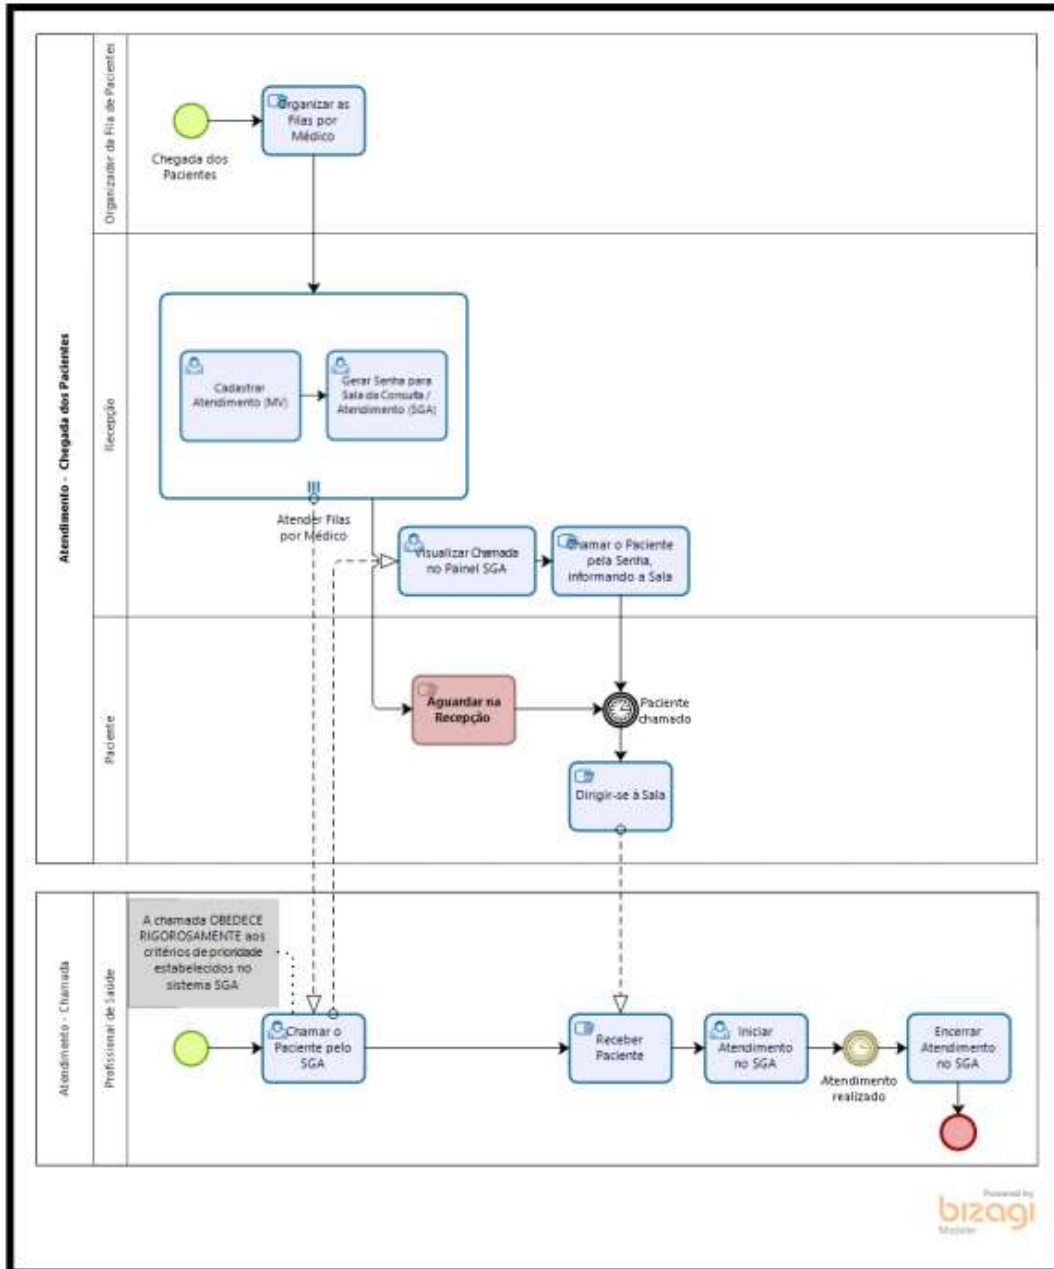 Atendimento - Chegada dos Pacientes
Organizador da Fila de Pacientes
Chegada dos
Pacientes
Organizar as
Filas por
Médico
Recepção
Cadastrar
Atendimento (MV)
Gerar Senha para
Sala da Consulta /
Atendimento (SGA)
Atender Filas
por Médico
Visualizar Chamada
no Painel SGA
Chamar o Paciente
pela Senha,
informando a Sala
Paciente
Aguardar na
Recepção
Paciente
chamado
Dirigir-se à Sala
Atendimento - Chamada
Profissional de Saúde
A chamada OBEDECE
RIGOROSAMENTE aos
critérios de prioridade
estabelecidos no
sistema SGA
Chamar o
Paciente pelo
SGA
Receber
Paciente
Iniciar
Atendimento
no SGA
Atendimento
realizado
Encerrar
Atendimento
no SGA
Powered by
bizagi
Modeler